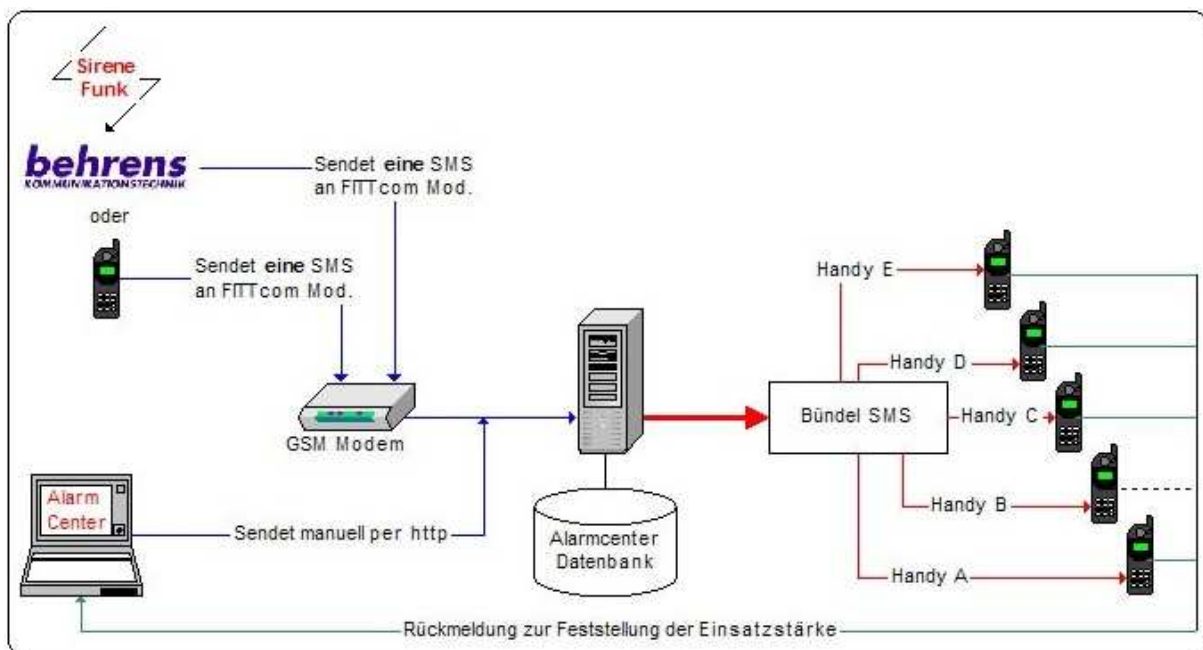 Sirene
Funk
behrens
KOMMUNIKATIONSTECHNIK
oder
Sendet eine SMS
an FITTcom Mod.
Sendet eine SMS
an FITTcom Mod.
GSM Modem
Alarm
Center
Sendet manuell per http
Alarmcenter
Datenbank
Bündel SMS
Handy E
Handy D
Handy C
Handy B
Handy A
Rückmeldung zur Feststellung der Einsatzstärke